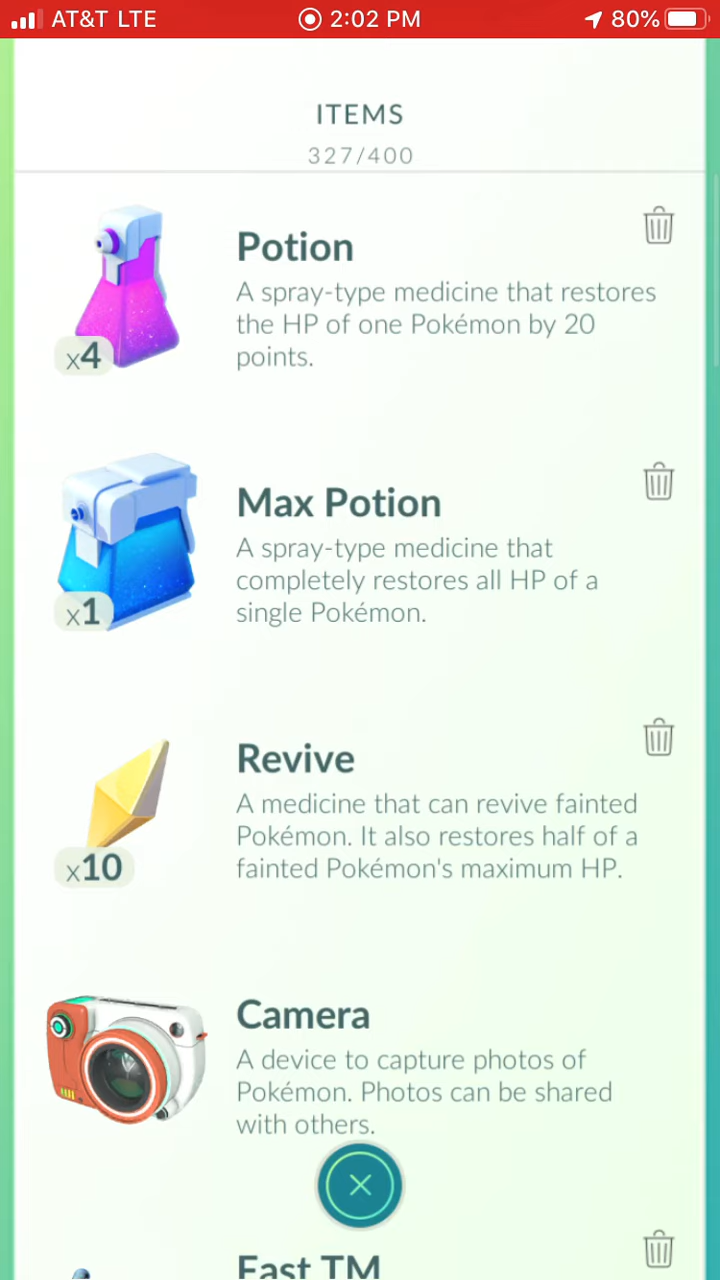 AT&T LTE 2:02 PM 80%
ITEMS
327/400
Potion
A spray-type medicine that restores
the HP of one Pokémon by 20
points.
x4
Max Potion
A spray-type medicine that
completely restores all HP of a
single Pokémon.
x1
Revive
A medicine that can revive fainted
Pokémon. It also restores half of a
fainted Pokémon's maximum HP.
x10
Camera
A device to capture photos of
Pokémon. Photos can be shared
with others.
Fast TM